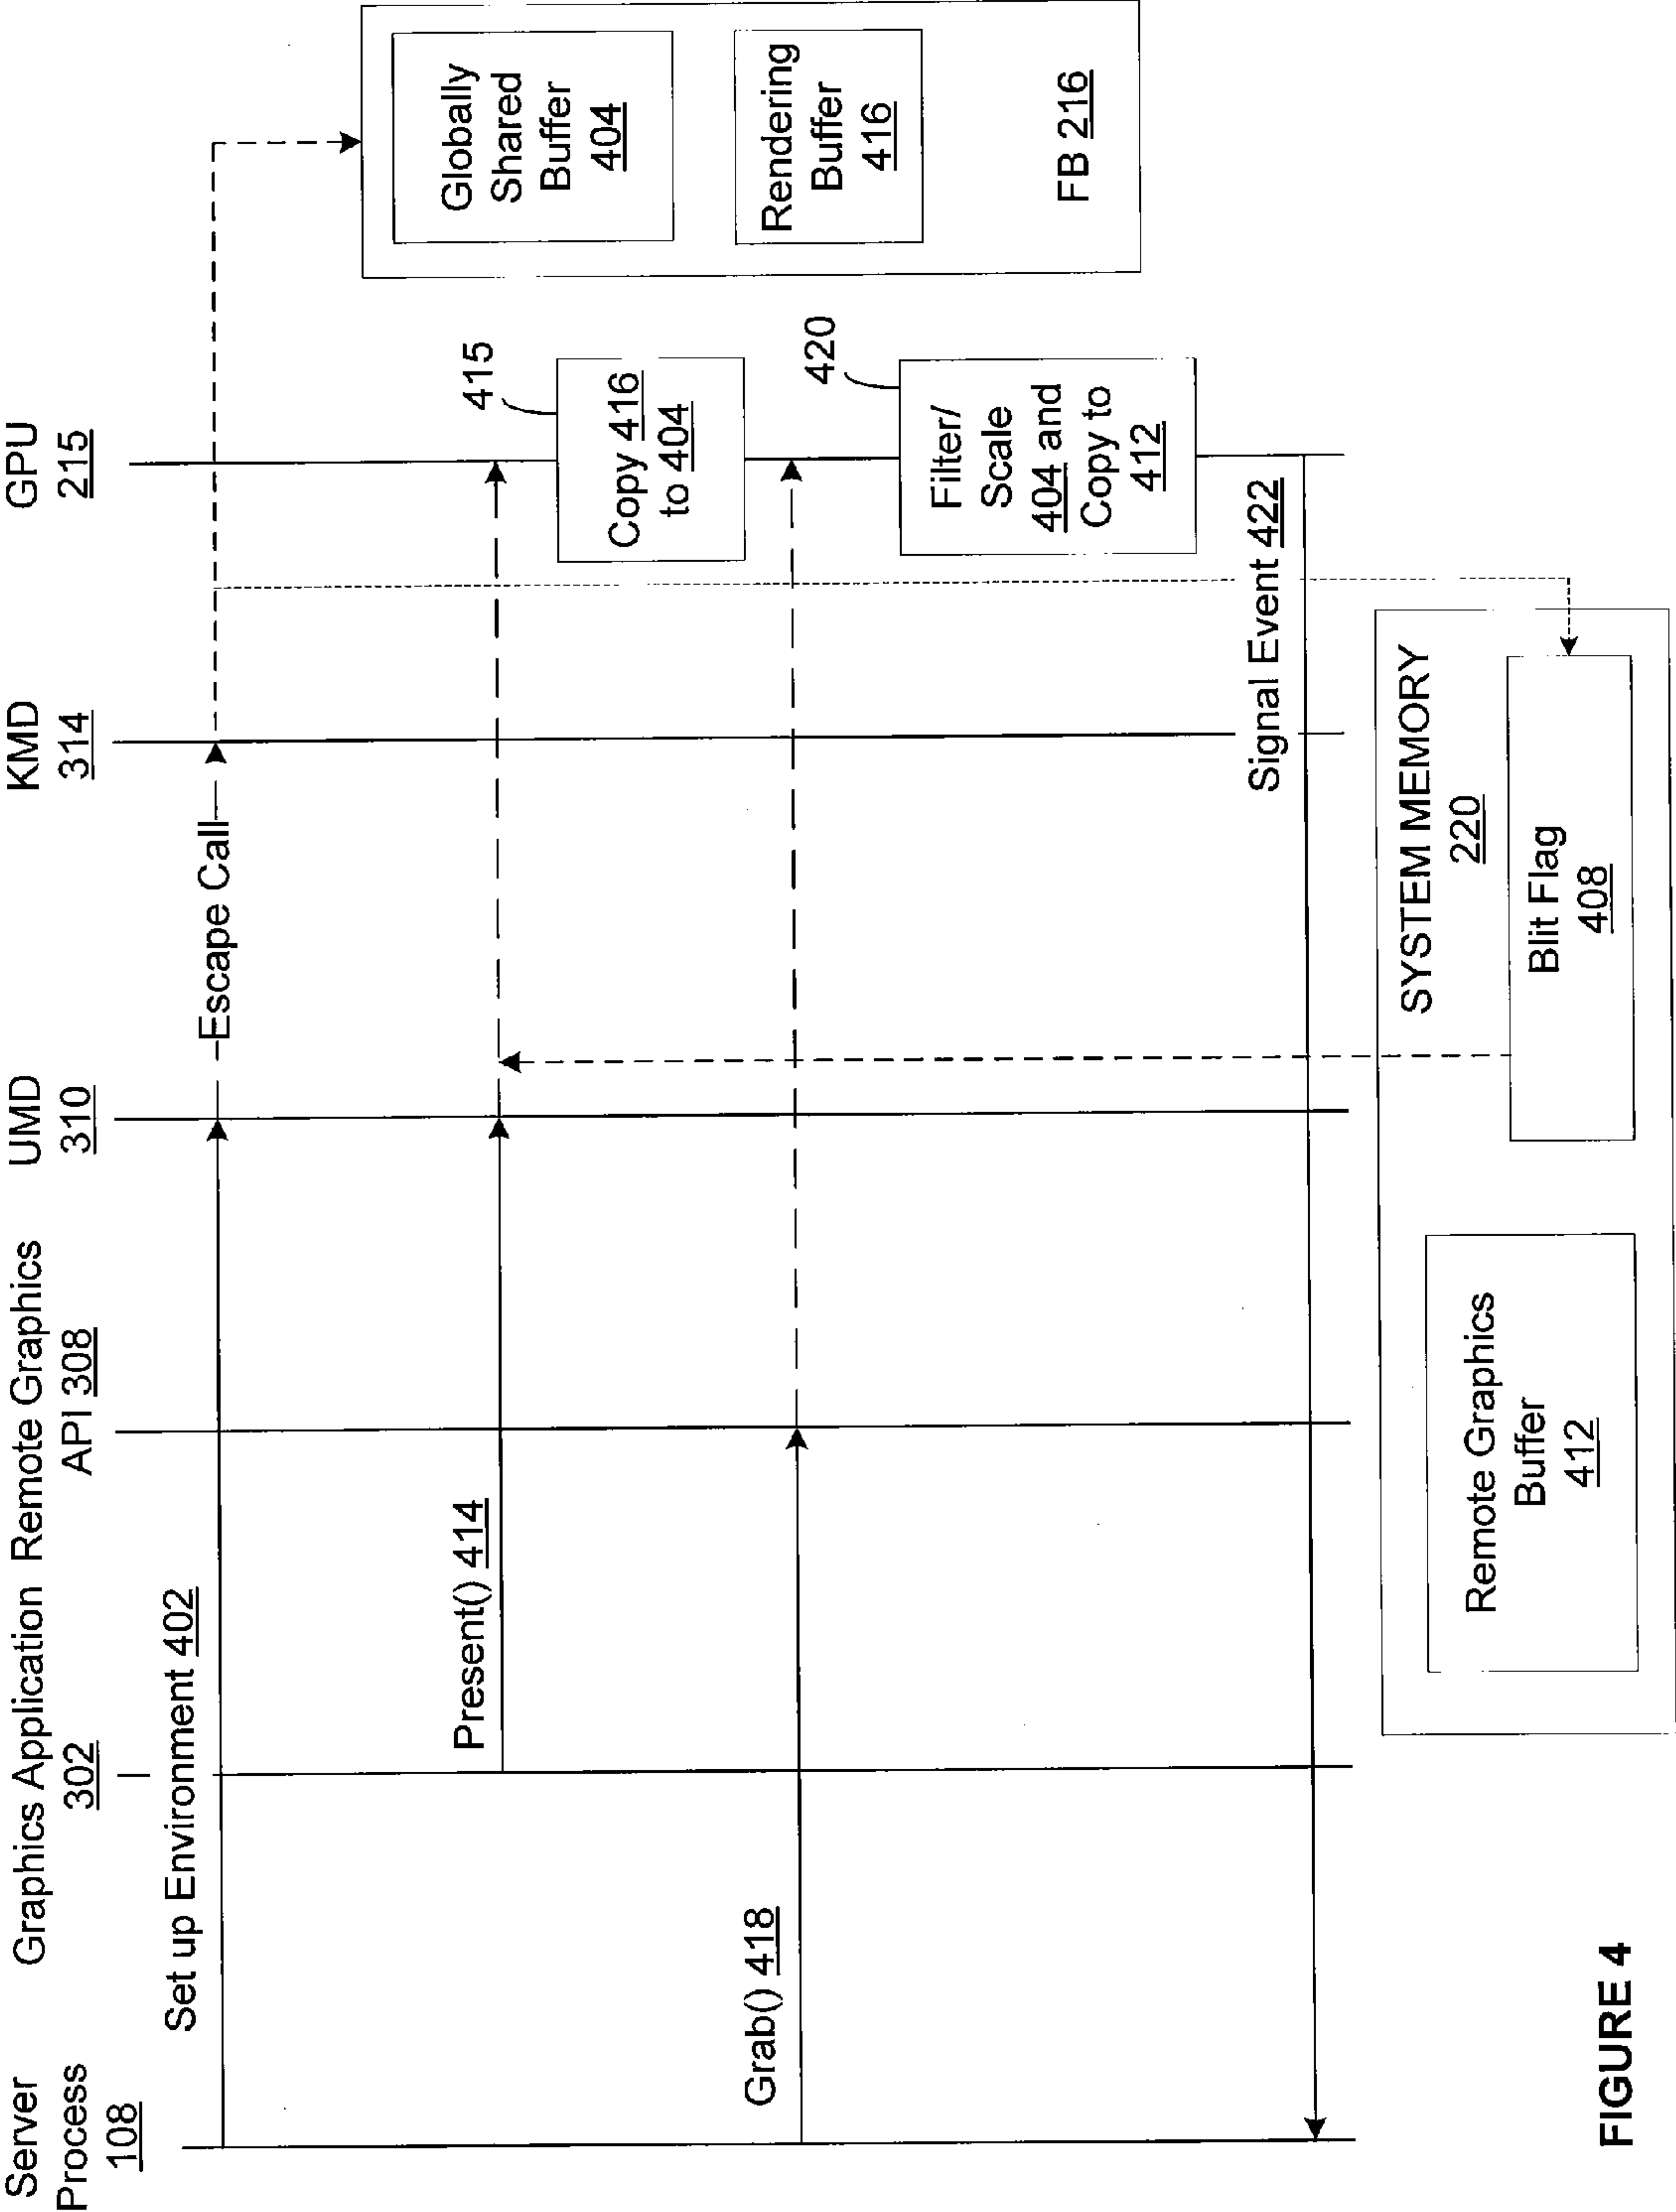 Server
Process
108
Graphics Application
302
Remote Graphics
API 308
UMD
310
KMD
314
GPU
215
Set up Environment 402
Escape Call
Present() 414
415
Copy 416
to 404
Grab() 418
420
Filter/
Scale
404 and
Copy to
412
Signal Event 422
Globally
Shared
Buffer
404
Rendering
Buffer
416
FB 216
SYSTEM MEMORY
220
Remote Graphics
Buffer
412
Blit Flag
408
FIGURE 4